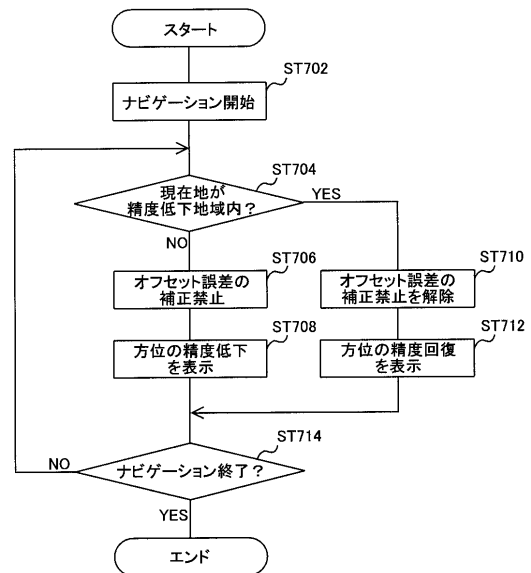 スタート
ST702
ナビゲーション開始
ST704
現在地が
精度低下地域内?
YES
NO
ST706
オフセット誤差の
補正禁止
ST710
オフセット誤差の
補正禁止を解除
ST708
方位の精度低下
を表示
ST712
方位の精度回復
を表示
ST714
ナビゲーション終了?
NO
YES
エンド